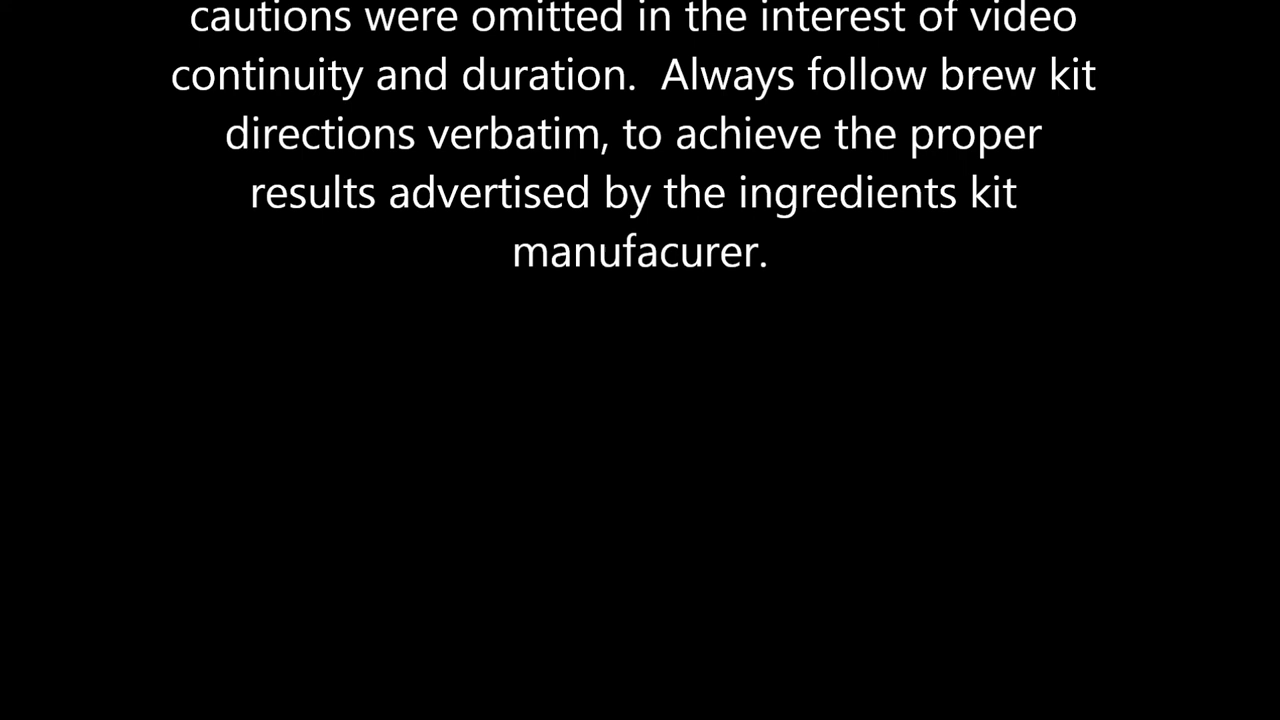 cautions were omitted in the interest of video
continuity and duration.  Always follow brew kit
directions verbatim, to achieve the proper
results advertised by the ingredients kit
manufacurer.